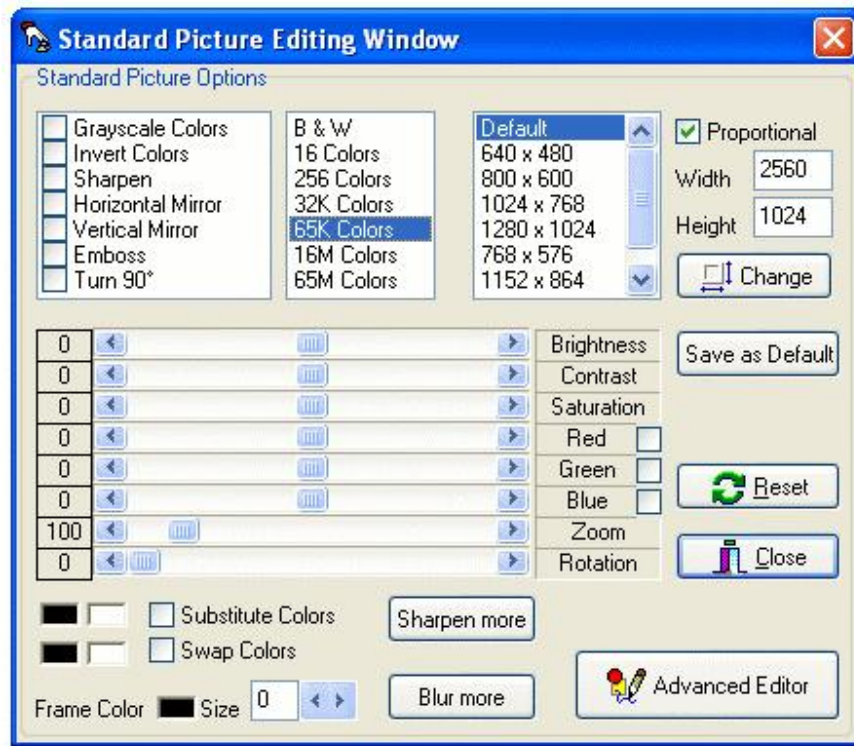 Standard Picture Editing Window
Standard Picture Options
Grayscale Colors
Invert Colors
Sharpen
Horizontal Mirror
Vertical Mirror
Emboss
Turn 90°
B & W
16 Colors
256 Colors
32K Colors
65K Colors
16M Colors
65M Colors
Default
640 x 480
800 x 600
1024 x 768
1280 x 1024
768 x 576
1152 x 864
Proportional
Width 2560
Height 1024
Change
0 Brightness
0 Contrast
0 Saturation
0 Red
0 Green
0 Blue
100 Zoom
0 Rotation
Save as Default
Reset
Close
Substitute Colors
Swap Colors
Frame Color Size 0
Sharpen more
Blur more
Advanced Editor